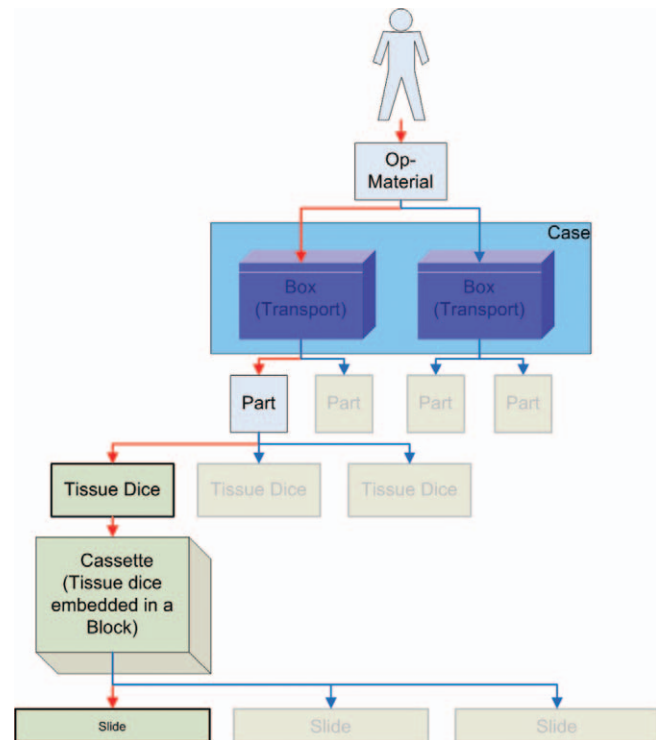 Op-
Material
Case
Box
(Transport)
Box
(Transport)
Part
Part
Part
Part
Tissue Dice
Tissue Dice
Tissue Dice
Cassette
(Tissue dice
embedded in a
Block)
Slide
Slide
Slide